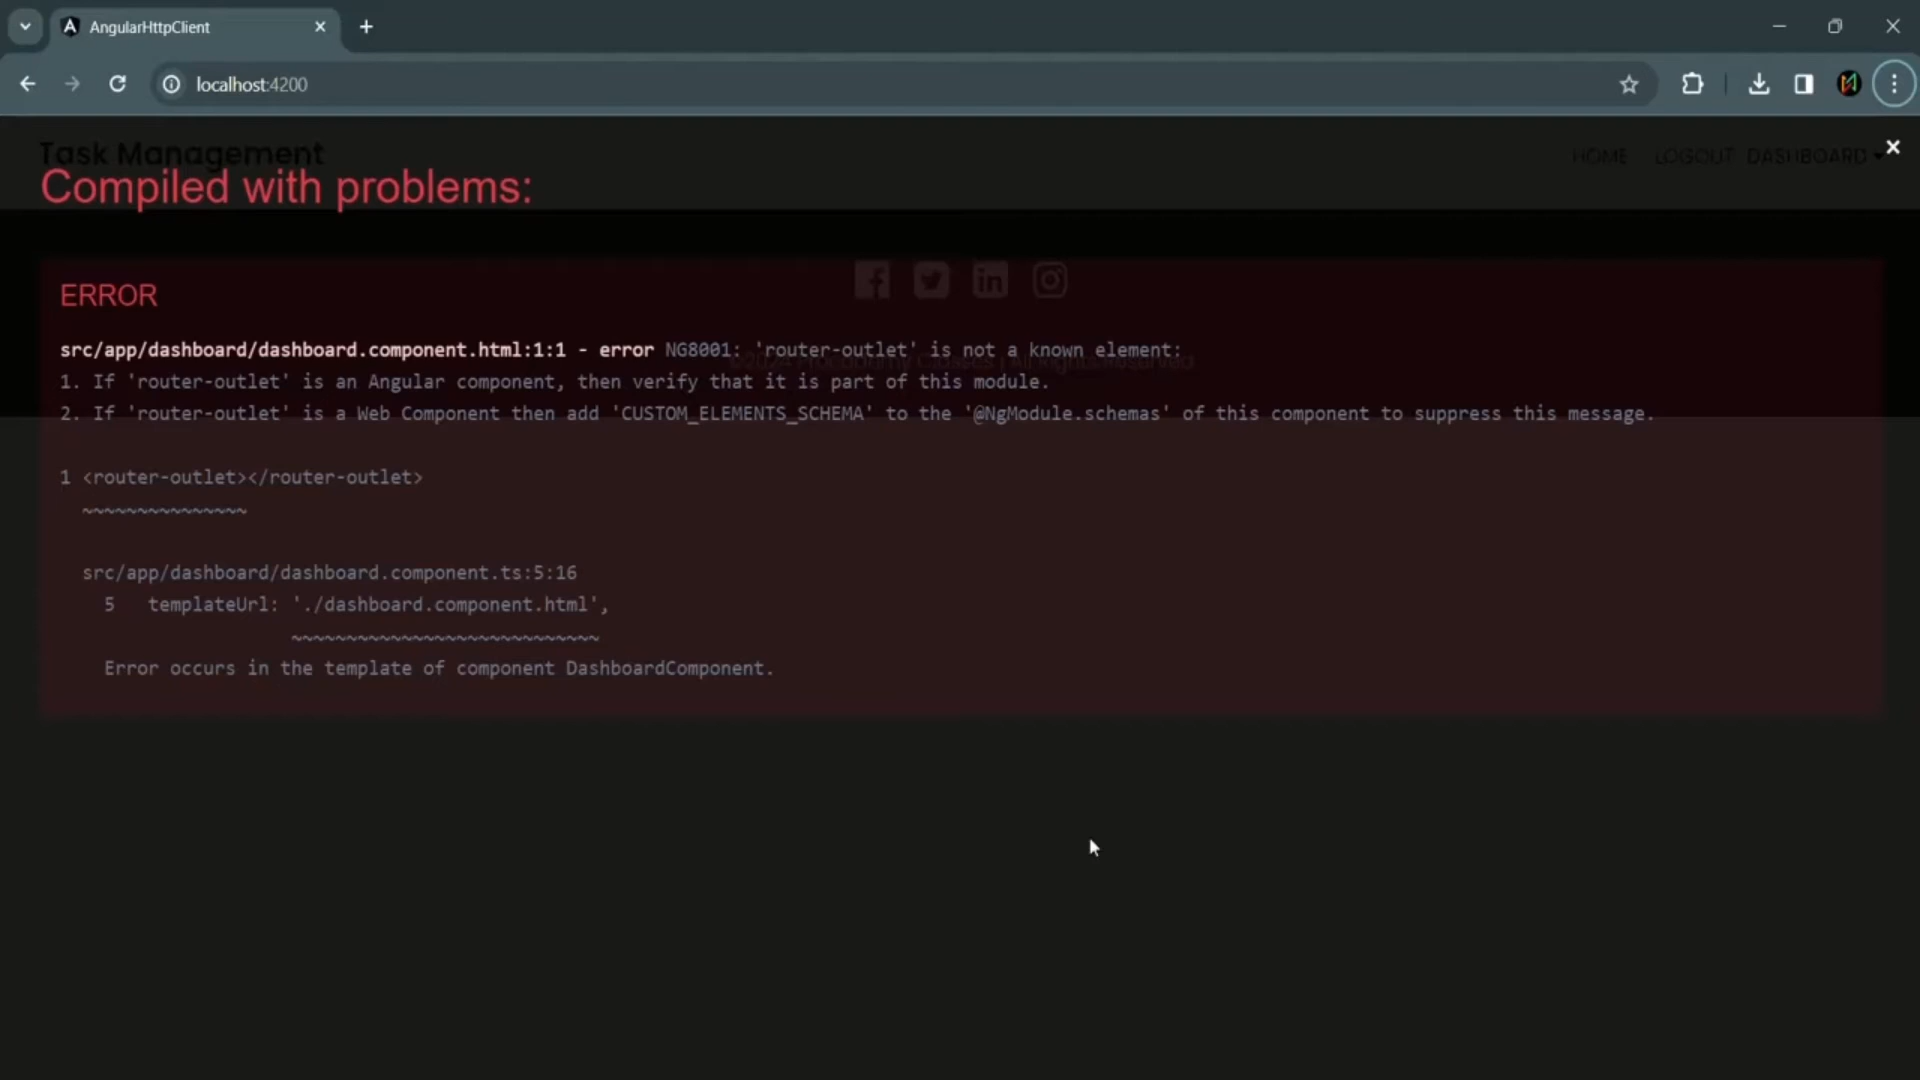 AngularHttpClient
localhost:4200
Task Management
HOME LOGOUT DASHBOARD
Compiled with problems:
ERROR
src/app/dashboard/dashboard.component.html:1:1 - error NG8001: 'router-outlet' is not a known element:
1. If 'router-outlet' is an Angular component, then verify that it is part of this module.
2. If 'router-outlet' is a Web Component then add 'CUSTOM_ELEMENTS_SCHEMA' to the '@NgModule.schemas' of this component to suppress this message.
1 <router-outlet></router-outlet>
~~~~~~~~~~~~~~~
src/app/dashboard/dashboard.component.ts:5:16
5   templateUrl: './dashboard.component.html',
~~~~~~~~~~~~~~~~~~~~~~~~~~~~
Error occurs in the template of component DashboardComponent.